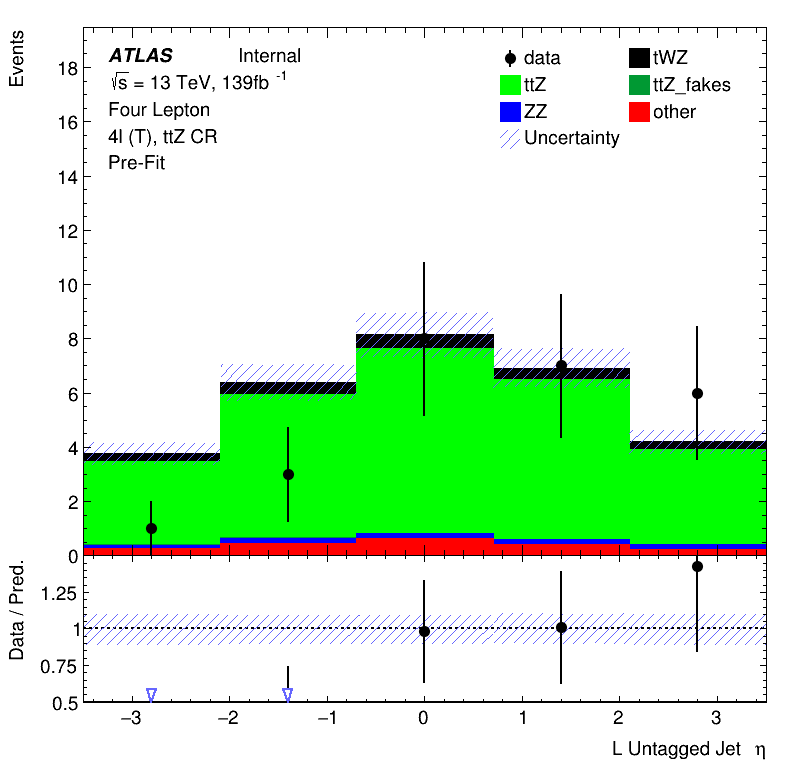 Events
18
16
14
12
10
8
6
4
2
0
ATLAS Internal
√s = 13 TeV, 139fb -1
Four Lepton
4l (T), ttZ CR
Pre-Fit
data
tWZ
ttZ
ttZ_fakes
ZZ
other
Uncertainty
Data / Pred.
1.25
1
0.75
0.5
−3 −2 −1 0 1 2 3
L Untagged Jet η